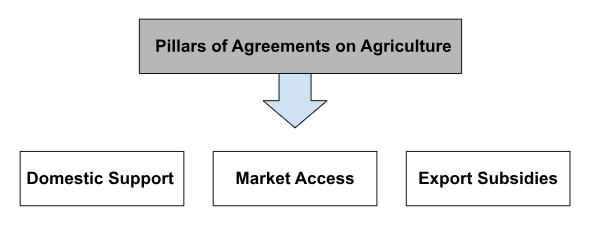 Pillars of Agreements on Agriculture
Domestic Support
Market Access
Export Subsidies